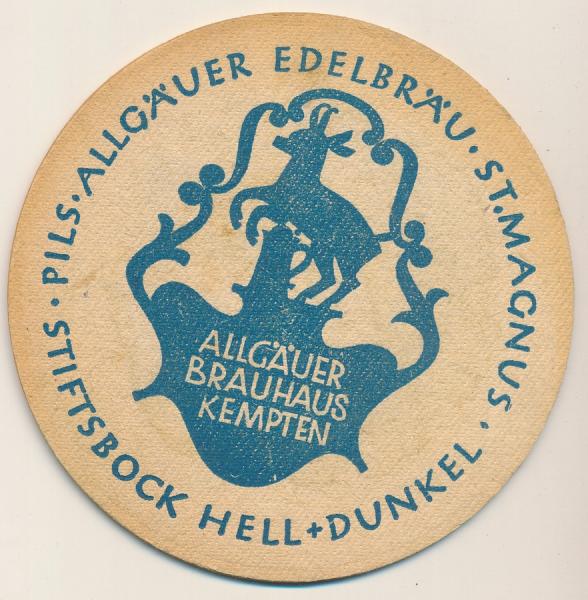 ALLGÄUER EDELBRÄU · ST. MAGNUS · STIFTSBOCK HELL + DUNKEL · PILS ·
ALLGÄUER
BRAUHAUS
KEMPTEN